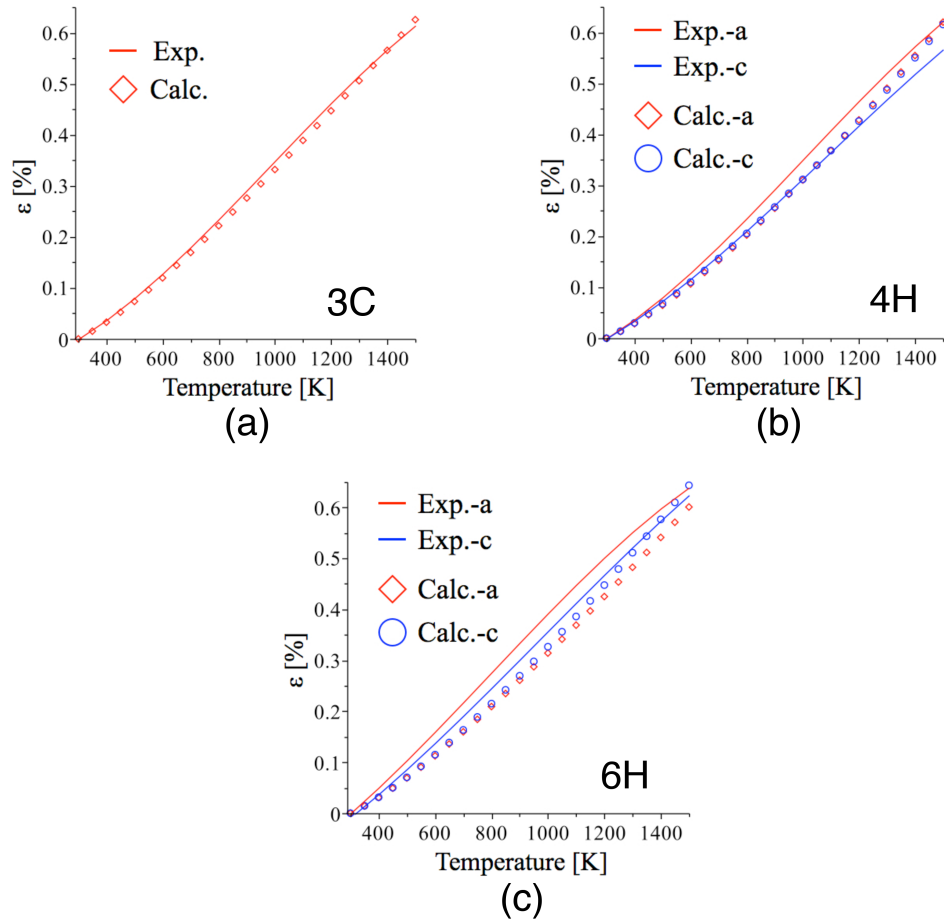 0.6
0.5
0.4
0.3
0.2
0.1
0
ε [%]
Exp.
Calc.
3C
400 600 800 1000 1200 1400
Temperature [K]
(a)
0.6
0.5
0.4
0.3
0.2
0.1
0
ε [%]
Exp.-a
Exp.-c
Calc.-a
Calc.-c
4H
400 600 800 1000 1200 1400
Temperature [K]
(b)
0.6
0.5
0.4
0.3
0.2
0.1
0
ε [%]
Exp.-a
Exp.-c
Calc.-a
Calc.-c
6H
400 600 800 1000 1200 1400
Temperature [K]
(c)